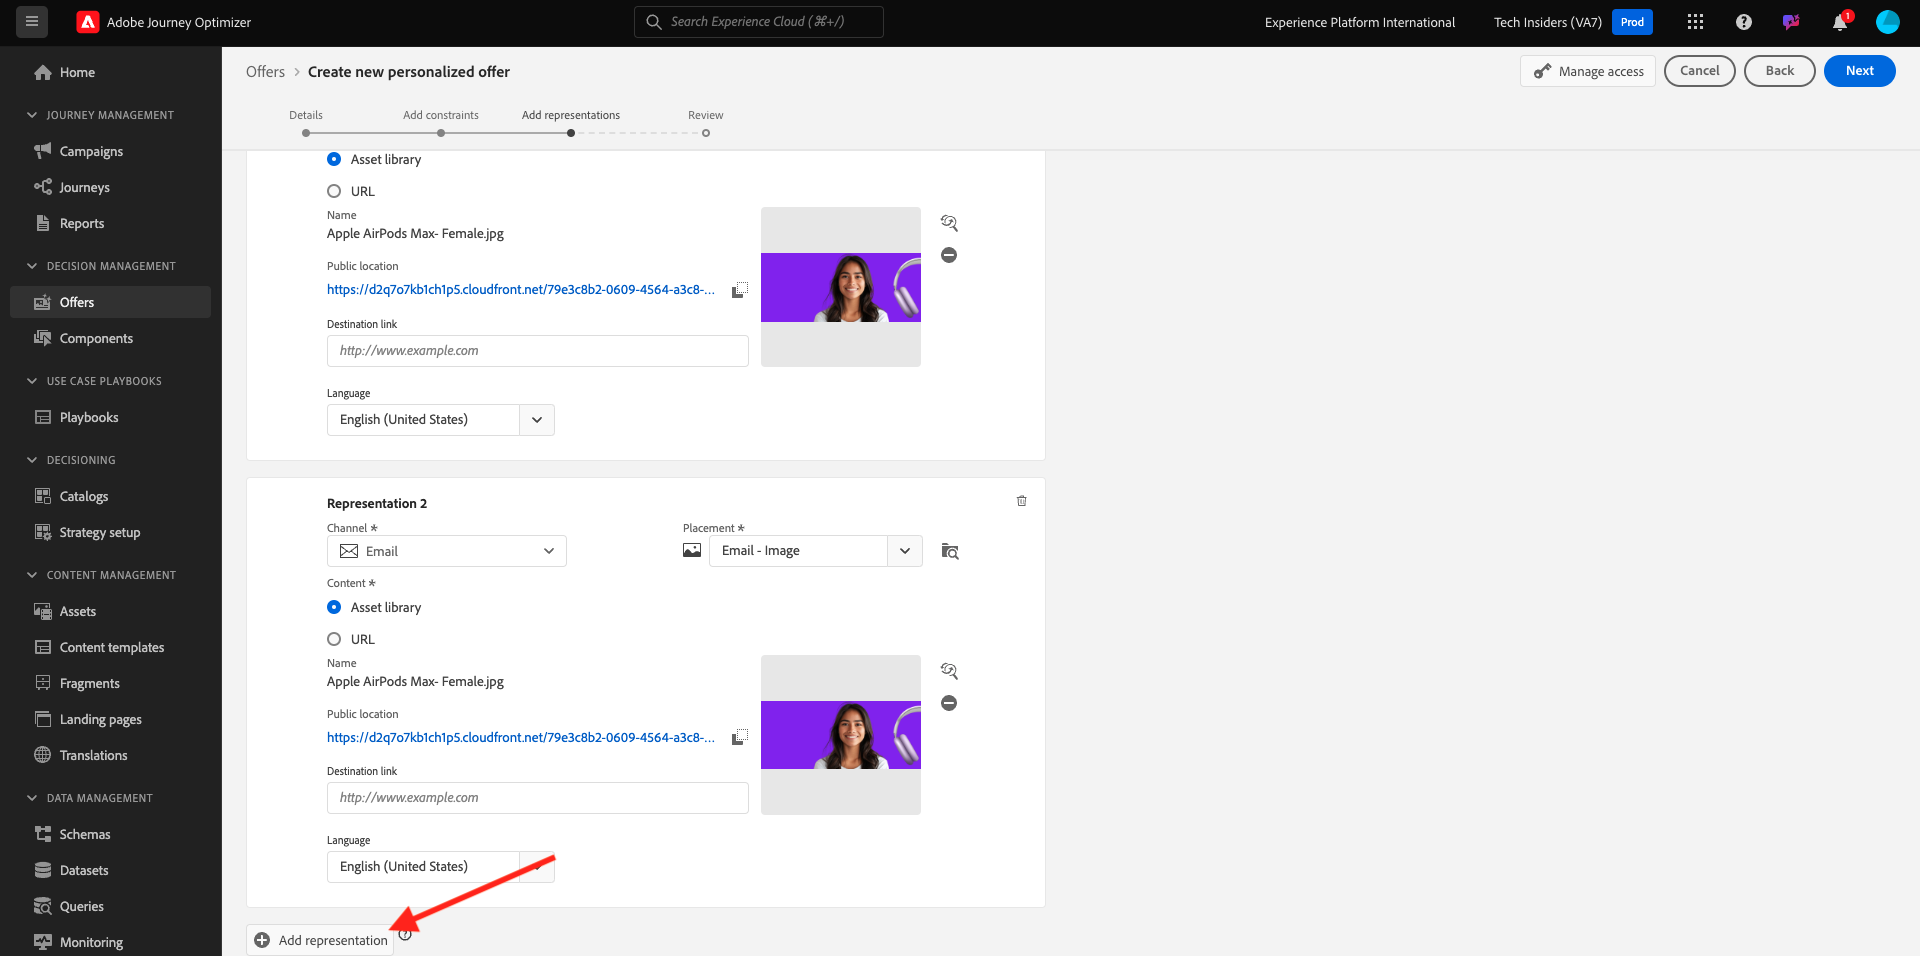 Adobe Journey Optimizer
Search Experience Cloud (⌘+/)
Experience Platform International
Tech Insiders (VA7)
Prod
1
Home
JOURNEY MANAGEMENT
Campaigns
Journeys
Reports
DECISION MANAGEMENT
Offers
Components
USE CASE PLAYBOOKS
Playbooks
DECISIONING
Catalogs
Strategy setup
CONTENT MANAGEMENT
Assets
Content templates
Fragments
Landing pages
Translations
DATA MANAGEMENT
Schemas
Datasets
Queries
Monitoring
Offers > Create new personalized offer
Manage access
Cancel
Back
Next
Details
Add constraints
Add representations
Review
Asset library
URL
Name
Apple AirPods Max- Female.jpg
Public location
https://d2q7o7kb1ch1p5.cloudfront.net/79e3c8b2-0609-4564-a3c8-...
Destination link
http://www.example.com
Language
English (United States)
Representation 2
Channel *
Placement *
Email
Email - Image
Content *
Asset library
URL
Name
Apple AirPods Max- Female.jpg
Public location
https://d2q7o7kb1ch1p5.cloudfront.net/79e3c8b2-0609-4564-a3c8-...
Destination link
http://www.example.com
Language
English (United States)
Add representation